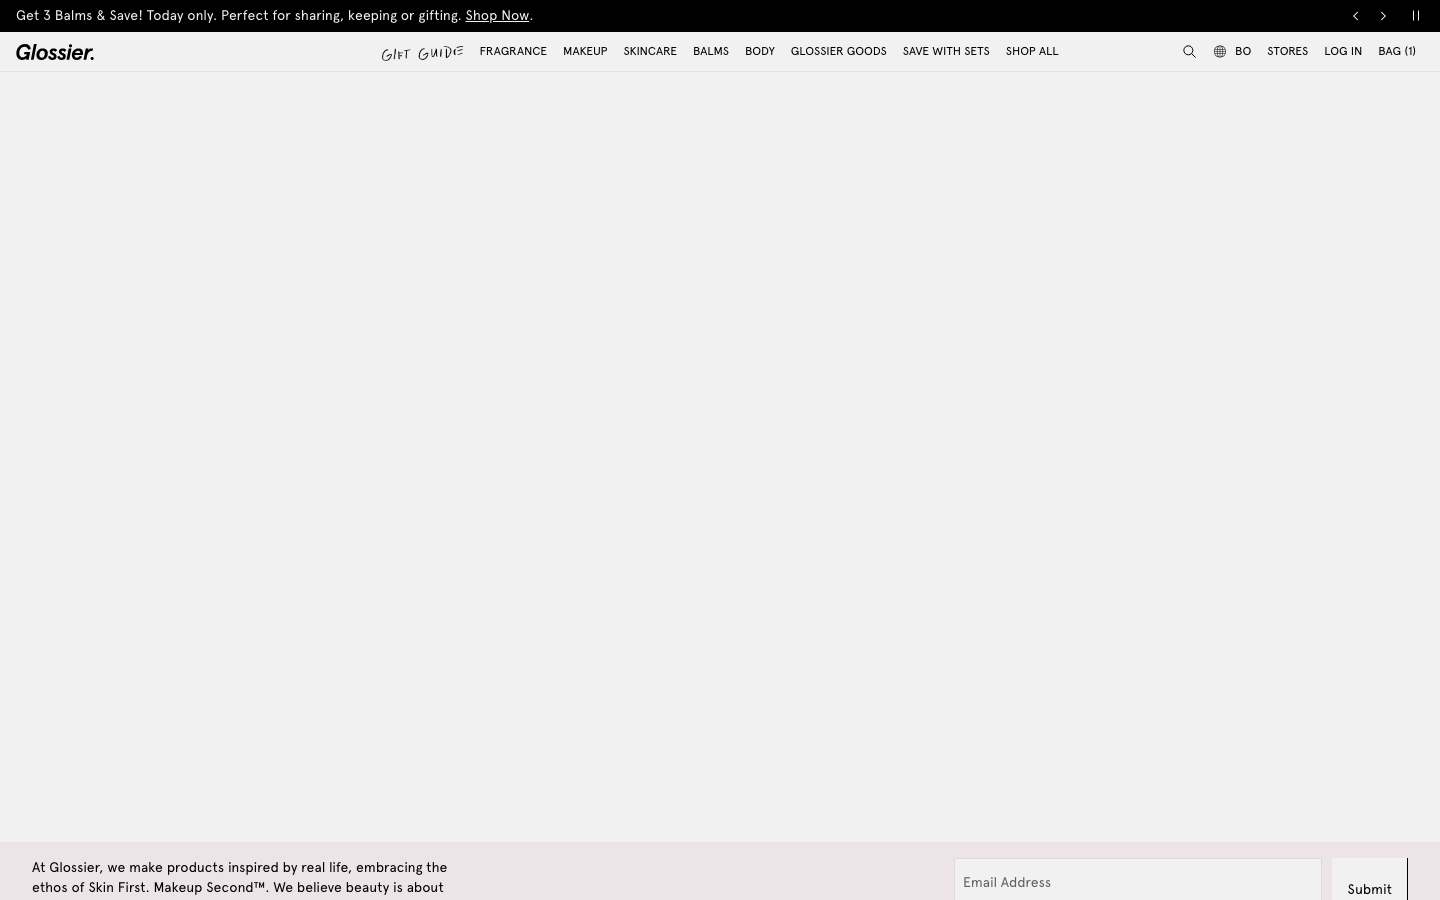 Get 3 Balms & Save! Today only. Perfect for sharing, keeping or gifting. Shop Now.
Glossier.
GIFT GUIDE FRAGRANCE MAKEUP SKINCARE BALMS BODY GLOSSIER GOODS SAVE WITH SETS SHOP ALL
BO STORES LOG IN BAG (1)
At Glossier, we make products inspired by real life, embracing the
ethos of Skin First. Makeup Second™. We believe beauty is about
Email Address
Submit